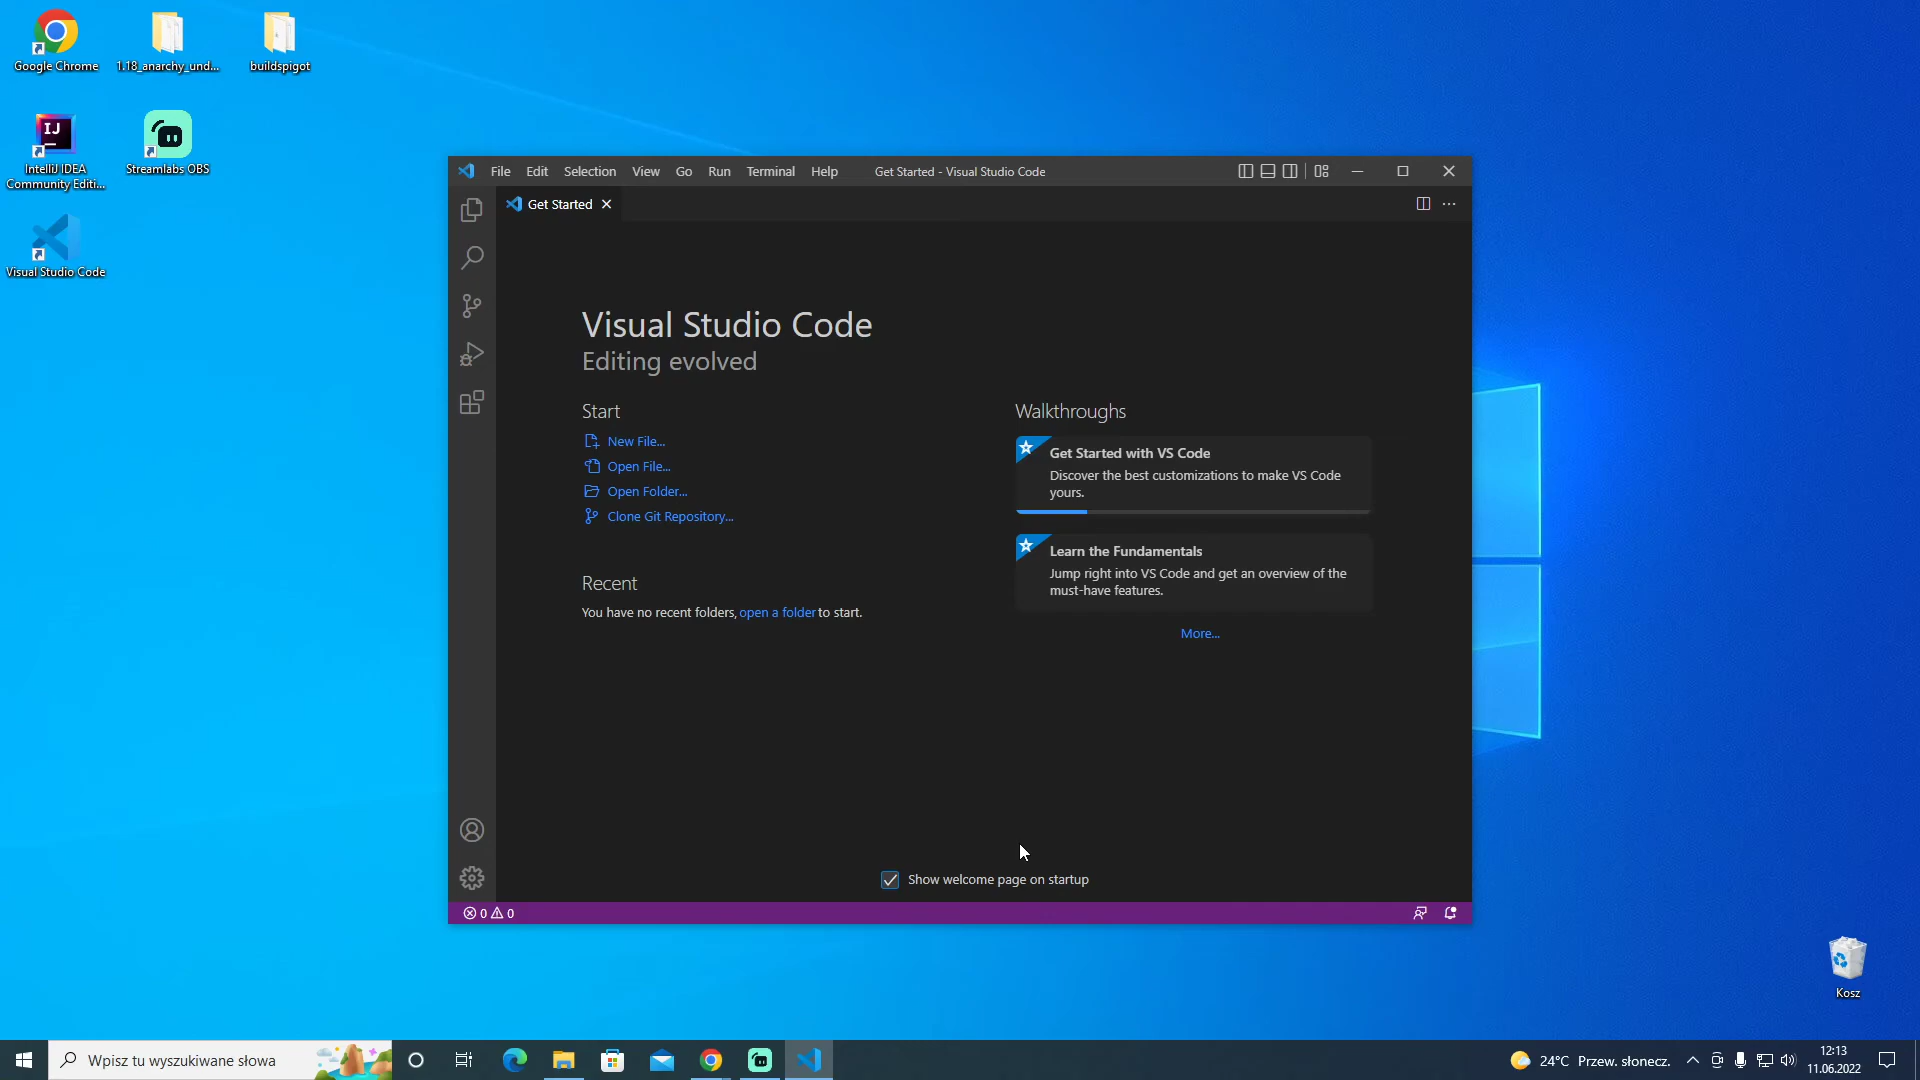 Google Chrome
1.18_anarchy_und...
buildspigot
IJ
IntelliJ IDEA
Community Editi...
Streamlabs OBS
Visual Studio Code
File Edit Selection View Go Run Terminal Help
Get Started - Visual Studio Code
Get Started
Visual Studio Code
Editing evolved
Start
New File...
Open File...
Open Folder...
Clone Git Repository...
Recent
You have no recent folders, open a folder to start.
Walkthroughs
Get Started with VS Code
Discover the best customizations to make VS Code
yours.
Learn the Fundamentals
Jump right into VS Code and get an overview of the
must-have features.
More...
Show welcome page on startup
0 0
Kosz
Wpisz tu wyszukiwane słowa
24°C Przew. słonecz.
12:13
11.06.2022